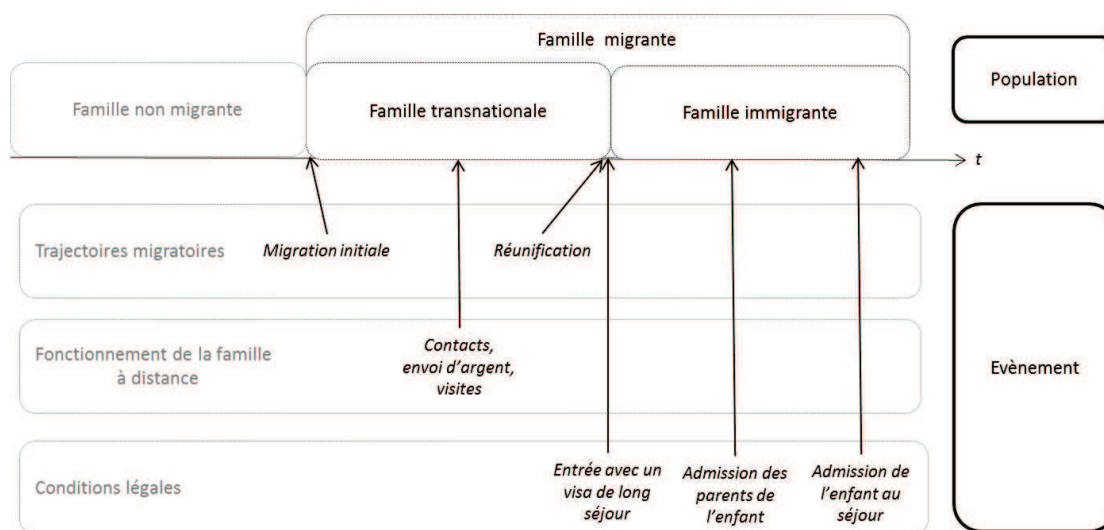 Famille migrante
Famille non migrante
Famille transnationale
Famille immigrante
Population
t
Trajectoires migratoires
Migration initiale
Réunification
Fonctionnement de la famille
à distance
Contacts,
envoi d'argent,
visites
Evènement
Conditions légales
Entrée avec un
visa de long
séjour
Admission des
parents de
l'enfant
Admission de
l'enfant au
séjour